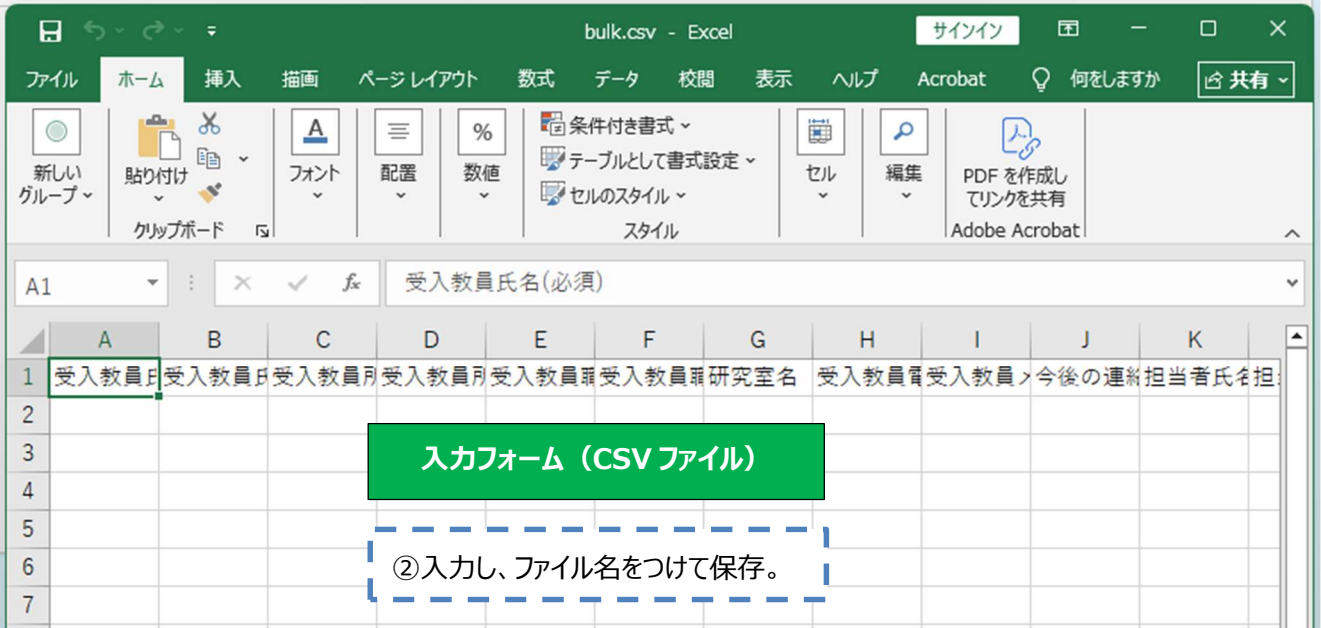 bulk.csv - Excel
サインイン
ファイル ホーム 挿入 描画 ページ レイアウト 数式 データ 校閲 表示 ヘルプ Acrobat 何をしますか 共有
新しい
グループ
貼り付け
クリップボード
フォント
配置
%
数値
条件付き書式
テーブルとして書式設定
セルのスタイル
スタイル
セル
編集
PDF を作成し
てリンクを共有
Adobe Acrobat
A1 fx 受入教員氏名(必須)
A B C D E F G H I J K
1 受入教員 受入教員 受入教員 受入教員 受入教員 受入教員 研究室名 受入教員 受入教員 今後の連絡 担当者氏名
2
3
4
5
6
7
入力フォーム（CSV ファイル）
②入力し、ファイル名をつけて保存。